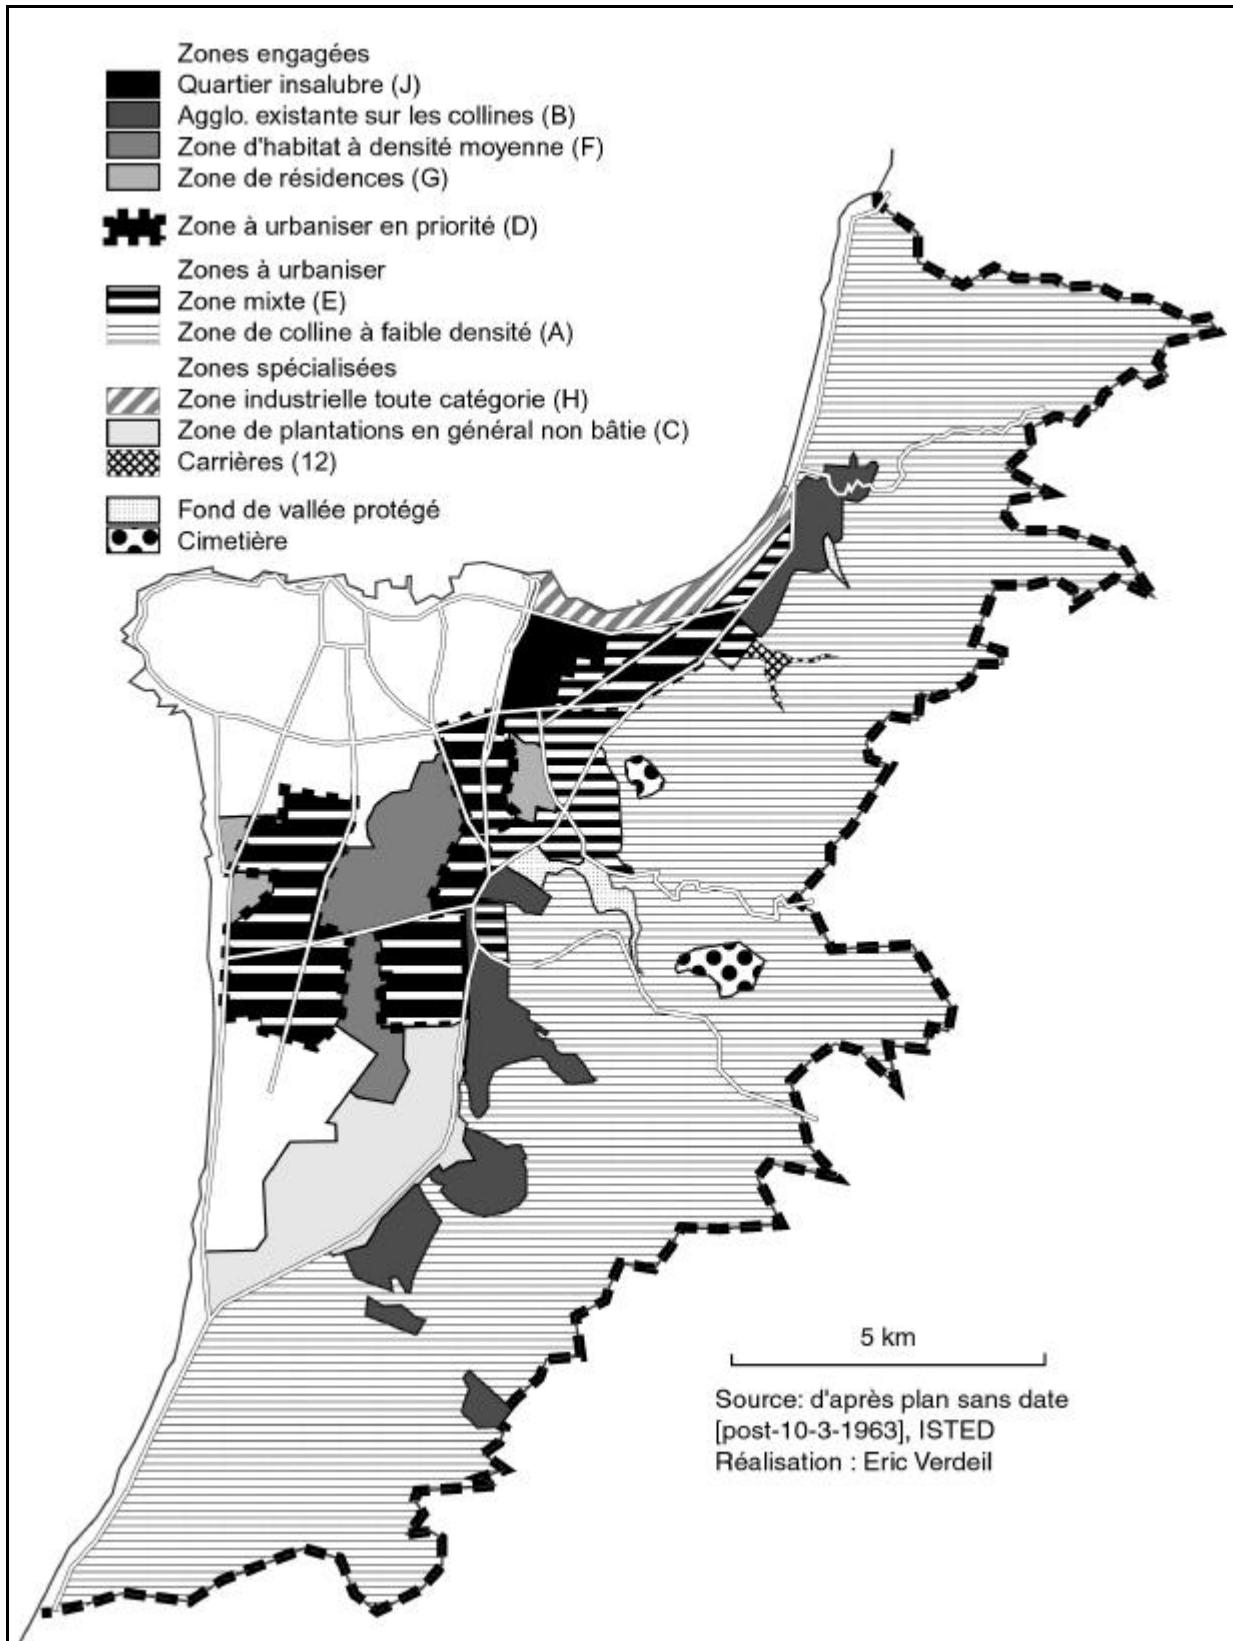 Zones engagées
Quartier insalubre (J)
Agglo. existante sur les collines (B)
Zone d'habitat à densité moyenne (F)
Zone de résidences (G)
Zone à urbaniser en priorité (D)
Zones à urbaniser
Zone mixte (E)
Zone de colline à faible densité (A)
Zones spécialisées
Zone industrielle toute catégorie (H)
Zone de plantations en général non bâtie (C)
Carrières (12)
Fond de vallée protégé
Cimetière
5 km
Source: d'après plan sans date
[post-10-3-1963], ISTED
Réalisation : Eric Verdeil